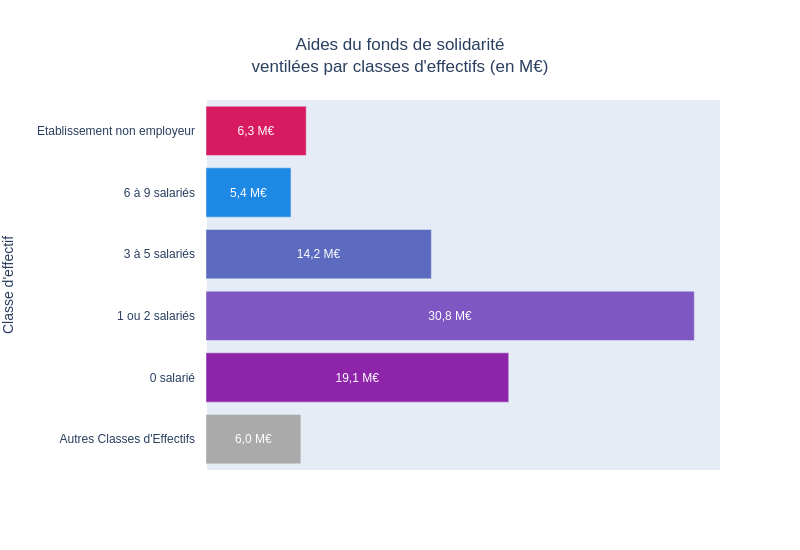 Aides du fonds de solidarité
ventilées par classes d'effectifs (en M€)
Classe d'effectif
Etablissement non employeur
6,3 M€
6 à 9 salariés
5,4 M€
3 à 5 salariés
14,2 M€
1 ou 2 salariés
30,8 M€
0 salarié
19,1 M€
Autres Classes d'Effectifs
6,0 M€